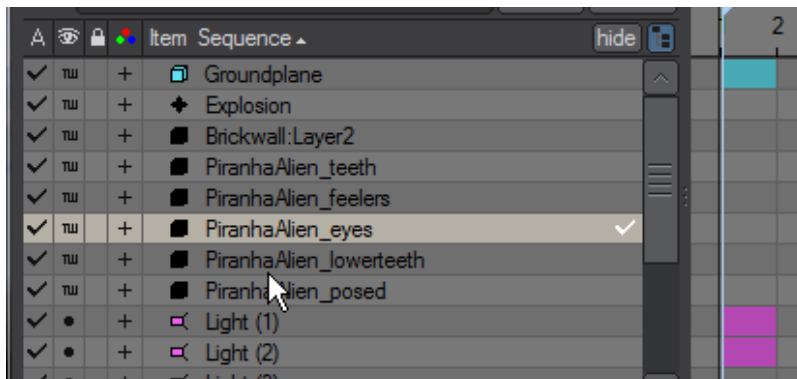 A Item Sequence hide 2
Groundplane
Explosion
Brickwall:Layer2
PiranhaAlien_teeth
PiranhaAlien_feelers
PiranhaAlien_eyes
PiranhaAlien_lowerteeth
PiranhaAlien_posed
Light (1)
Light (2)